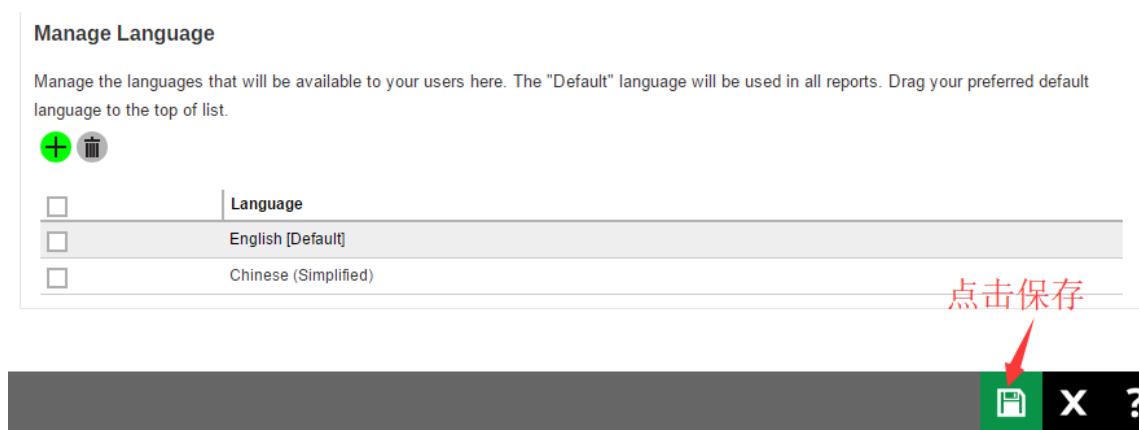 Manage Language
Manage the languages that will be available to your users here. The "Default" language will be used in all reports. Drag your preferred default
language to the top of list.
Language
English [Default]
Chinese (Simplified)
点击保存
X ?